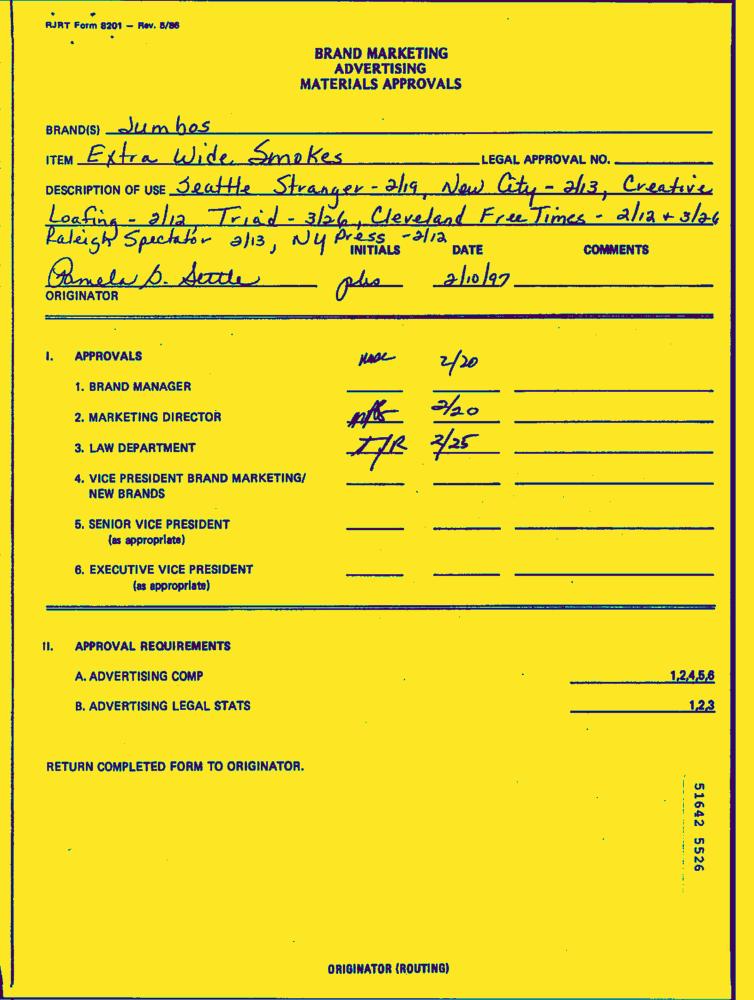 RJRT Form 8201 — Rev. 5/86
BRAND MARKETING
ADVERTISING
MATERIALS APPROVALS
BRAND(S) Jumbos
ITEM Extra Wide Smokes LEGAL APPROVAL NO.
DESCRIPTION OF USE Seattle Stranger - 2/19, New City - 2/13, Creative
Loafing - 2/12 Triad - 3/26, Cleveland Free Times - 2/12 + 3/26
Raleigh Spectator 2/13, NY Press - 2/12
INITIALS DATE COMMENTS
Pamela D. Settle pds 2/10/97
ORIGINATOR
I. APPROVALS 2/20
1. BRAND MANAGER
2. MARKETING DIRECTOR 2/20
3. LAW DEPARTMENT 2/25
4. VICE PRESIDENT BRAND MARKETING/
NEW BRANDS
5. SENIOR VICE PRESIDENT
(as appropriate)
6. EXECUTIVE VICE PRESIDENT
(as appropriate)
II. APPROVAL REQUIREMENTS
A. ADVERTISING COMP 1,2,4,5,6
B. ADVERTISING LEGAL STATS 1,2,3
RETURN COMPLETED FORM TO ORIGINATOR.
51642 5526
ORIGINATOR (ROUTING)